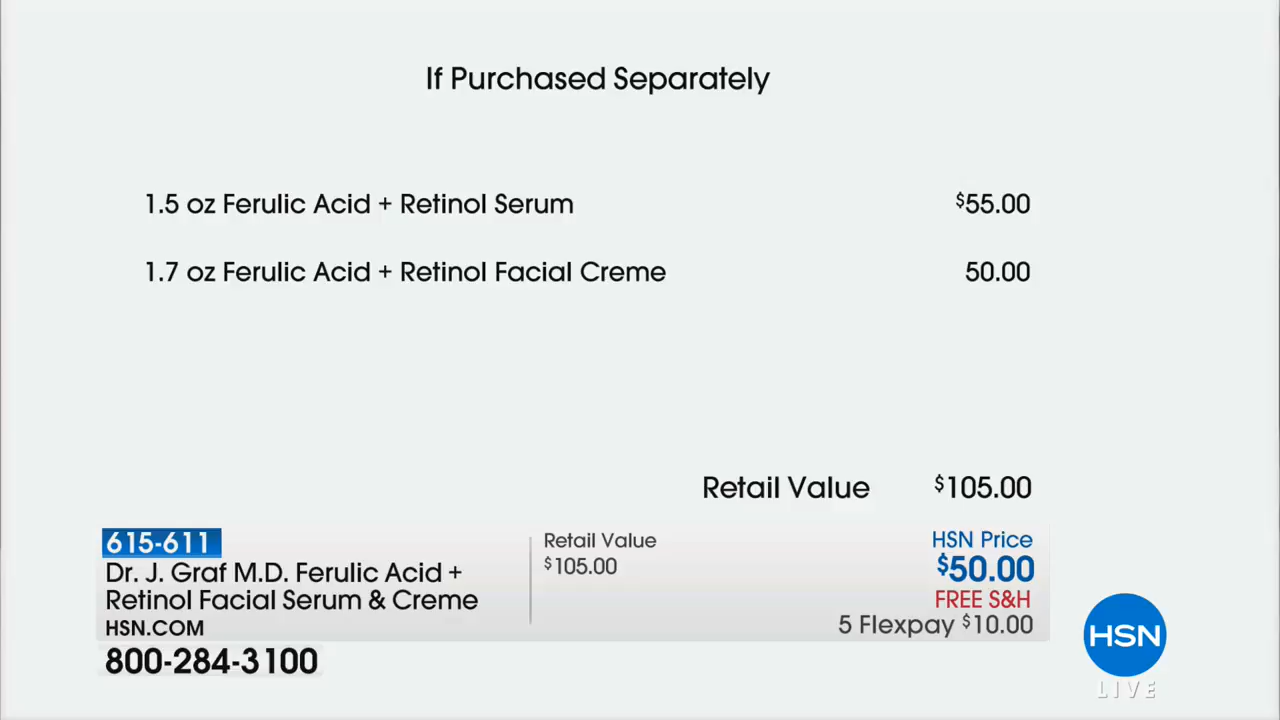 If Purchased Separately
1.5 oz Ferulic Acid + Retinol Serum $55.00
1.7 oz Ferulic Acid + Retinol Facial Creme 50.00
Retail Value $105.00
615-611
Dr. J. Graf M.D. Ferulic Acid +
Retinol Facial Serum & Creme
HSN.COM
800-284-3100
Retail Value
$105.00
HSN Price
$50.00
FREE S&H
5 Flexpay $10.00
HSN
LIVE